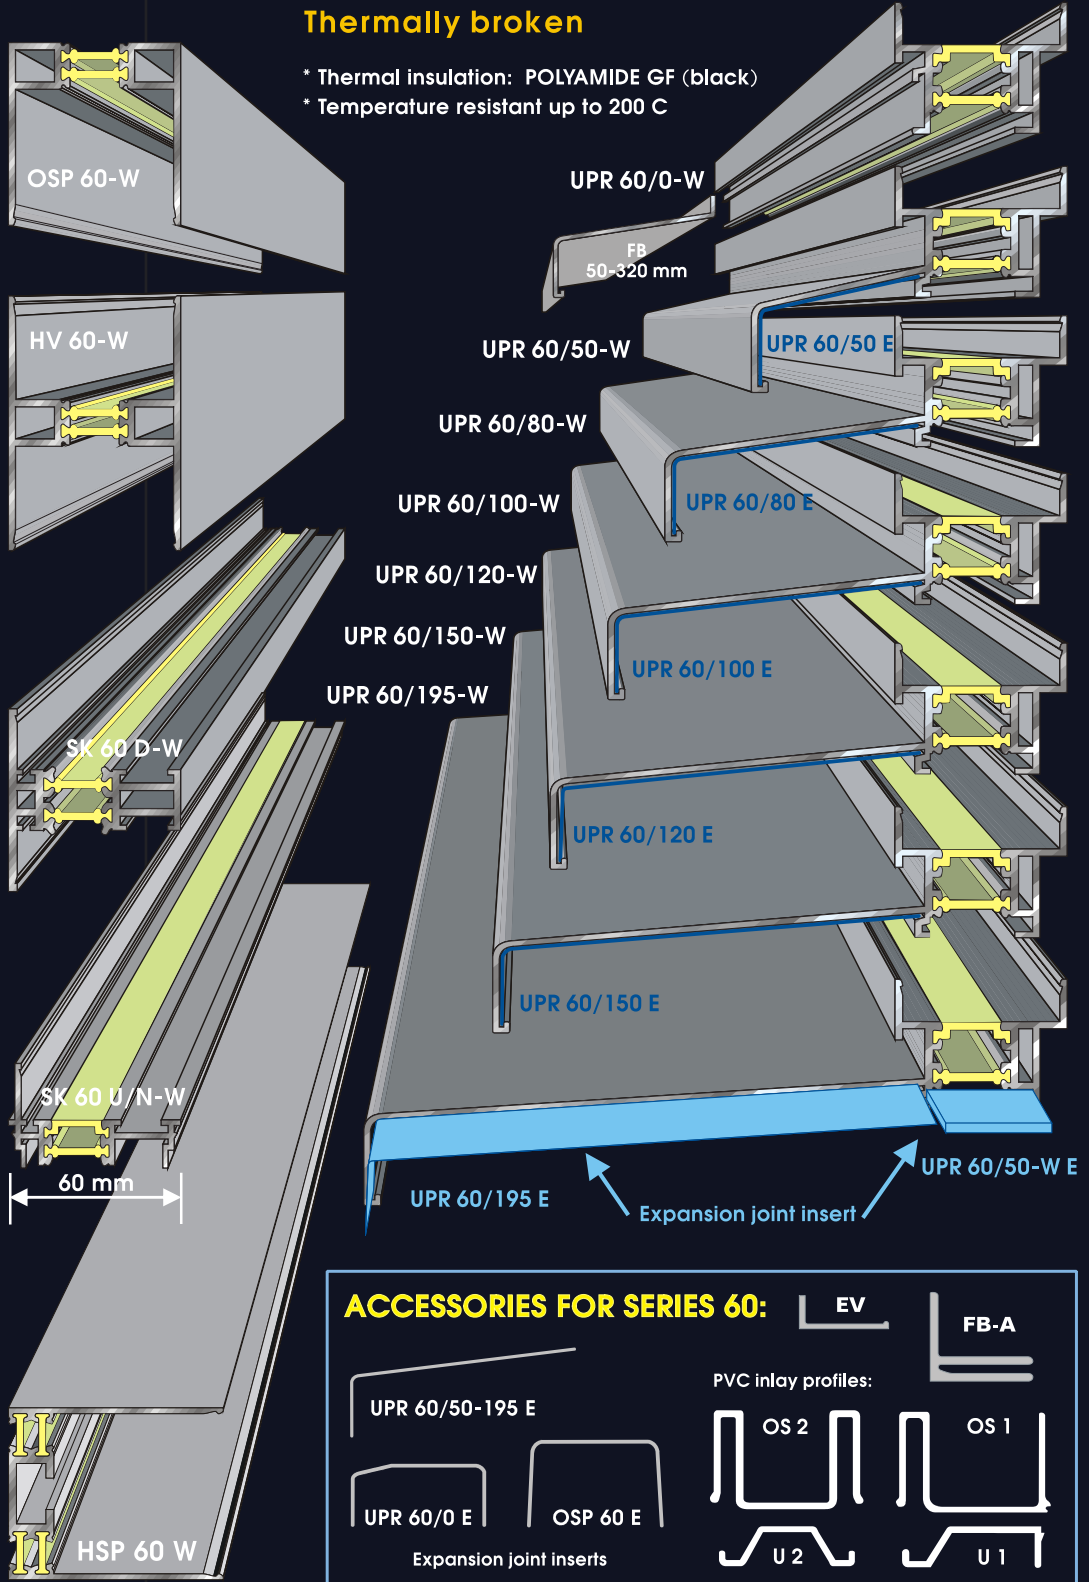 Thermally broken
* Thermal insulation: POLYAMIDE GF (black)
* Temperature resistant up to 200 C
OSP 60-W
UPR 60/0-W
FB
50-320 mm
HV 60-W
UPR 60/50-W
UPR 60/50 E
UPR 60/80-W
UPR 60/80 E
UPR 60/100-W
UPR 60/120-W
UPR 60/150-W
UPR 60/100 E
UPR 60/195-W
SK 60 D-W
UPR 60/120 E
UPR 60/150 E
SK 60 U/N-W
60 mm
UPR 60/195 E
UPR 60/50-W E
Expansion joint insert
ACCESSORIES FOR SERIES 60:
EV
FB-A
UPR 60/50-195 E
PVC inlay profiles:
OS 2
OS 1
UPR 60/0 E
OSP 60 E
U 2
U 1
Expansion joint inserts
HSP 60 W